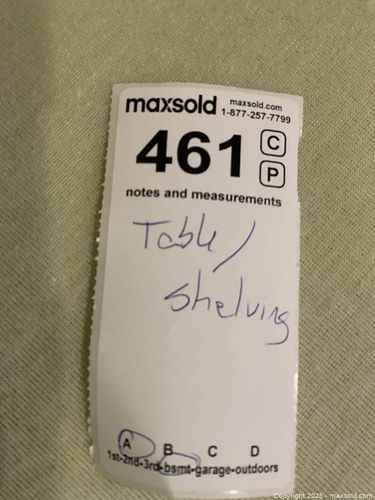 maxsold maxsold.com
1-877-257-7799
461 C
P
notes and measurements
Table/
Shelving
A B C D
1st-2nd-3rd-bsmt-garage-outdoors
Copyright 2025 - maxsold.com